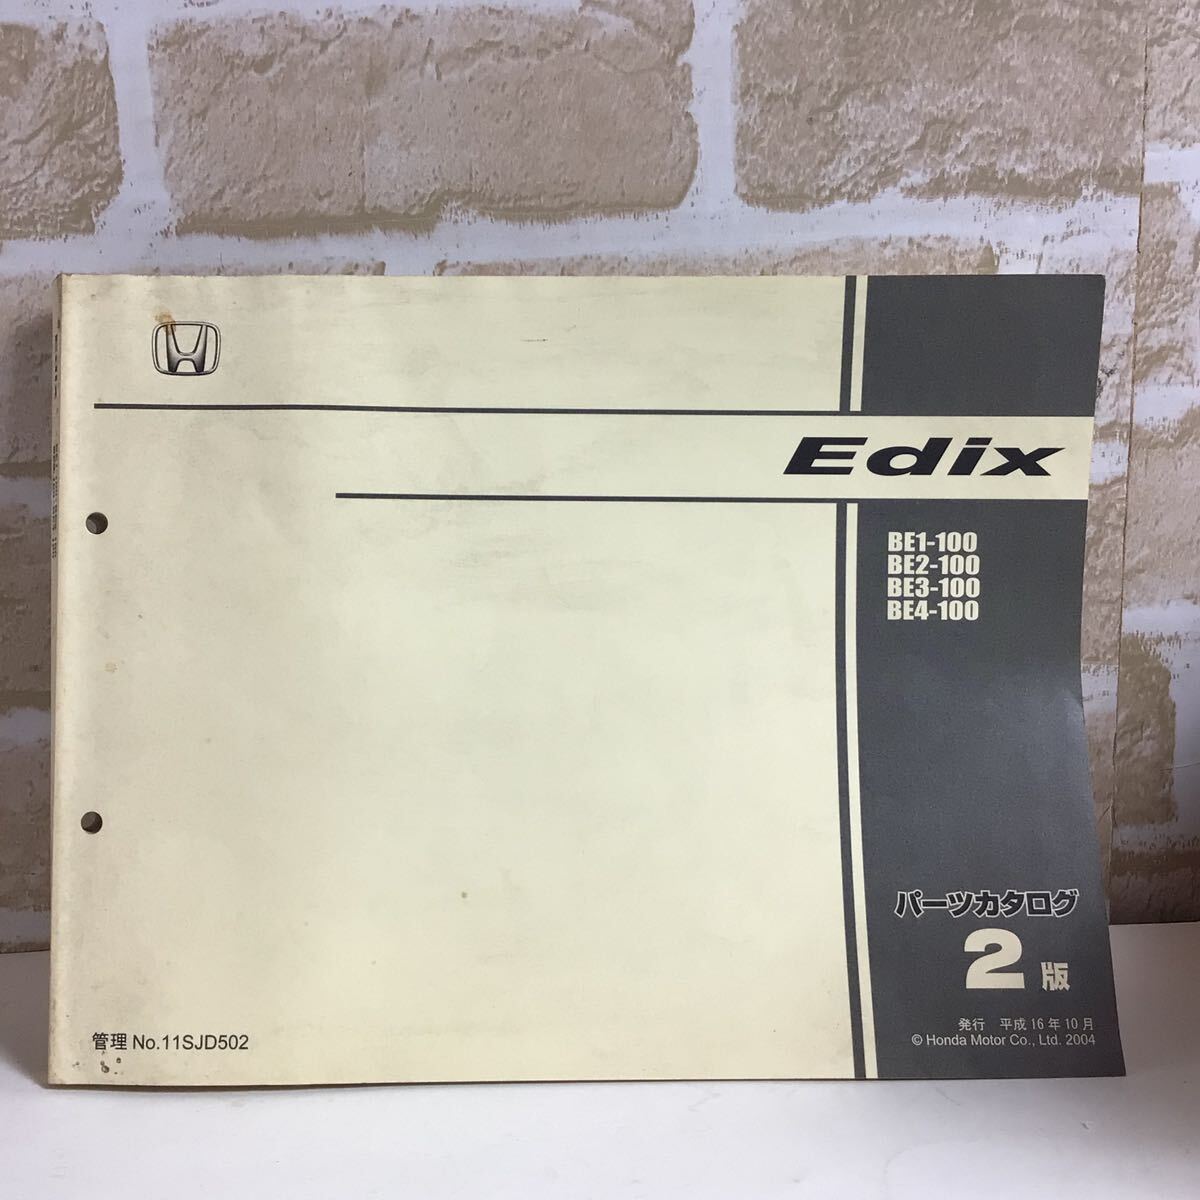 Edix
BE1-100
BE2-100
BE3-100
BE4-100
パーツカタログ
2版
発行 平成16年10月
© Honda Motor Co., Ltd. 2004
管理 No.11SJD502